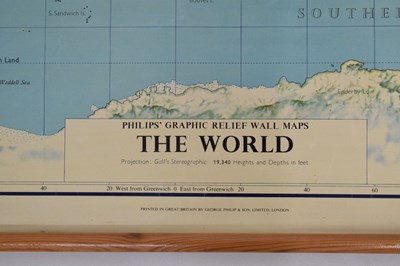 SOUTHE
S. Sandwich Is.
Land
Weddell Sea
Enderby Ld.
PHILIPS' GRAPHIC RELIEF WALL MAPS
THE WORLD
Projection: Gall's Stereographic 19,340 Heights and Depths in feet
40 20 West from Greenwich 0 East from Greenwich 20 40 60
PRINTED IN GREAT BRITAIN BY GEORGE PHILIP & SON, LIMITED, LONDON.